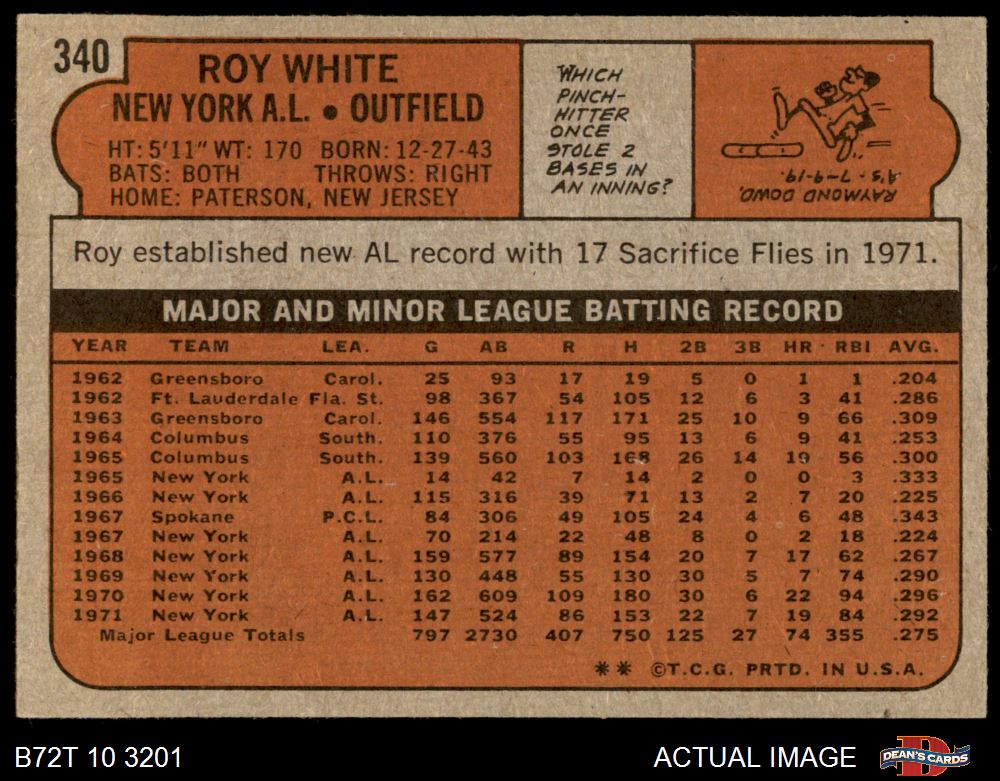 340
ROY WHITE
NEW YORK A.L. • OUTFIELD
HT: 5'11" WT: 170 BORN: 12-27-43
BATS: BOTH THROWS: RIGHT
HOME: PATERSON, NEW JERSEY
WHICH
PINCH-
HITTER
ONCE
STOLE 2
BASES IN
AN INNING?
RAYMOND DOWD,
A'S. - 7-9-19.
Roy established new AL record with 17 Sacrifice Flies in 1971.
MAJOR AND MINOR LEAGUE BATTING RECORD
YEAR TEAM LEA. G AB R H 2B 3B HR RBI AVG.
1962 Greensboro Carol. 25 93 17 19 5 0 1 1 .204
1962 Ft. Lauderdale Fla. St. 98 367 54 105 12 6 3 41 .286
1963 Greensboro Carol. 146 554 117 171 25 10 9 66 .309
1964 Columbus South. 110 376 55 95 13 6 9 41 .253
1965 Columbus South. 139 560 103 168 26 14 19 56 .300
1965 New York A.L. 14 42 7 14 2 0 0 3 .333
1966 New York A.L. 115 316 39 71 13 2 7 20 .225
1967 Spokane P.C.L. 84 306 49 105 24 4 6 48 .343
1967 New York A.L. 70 214 22 48 8 0 2 18 .224
1968 New York A.L. 159 577 89 154 20 7 17 62 .267
1969 New York A.L. 130 448 55 130 30 5 7 74 .290
1970 New York A.L. 162 609 109 180 30 6 22 94 .296
1971 New York A.L. 147 524 86 153 22 7 19 84 .292
Major League Totals 797 2730 407 750 125 27 74 355 .275
** ©T.C.G. PRTD. IN U.S.A.
B72T 10 3201
ACTUAL IMAGE
DEAN'S CARDS